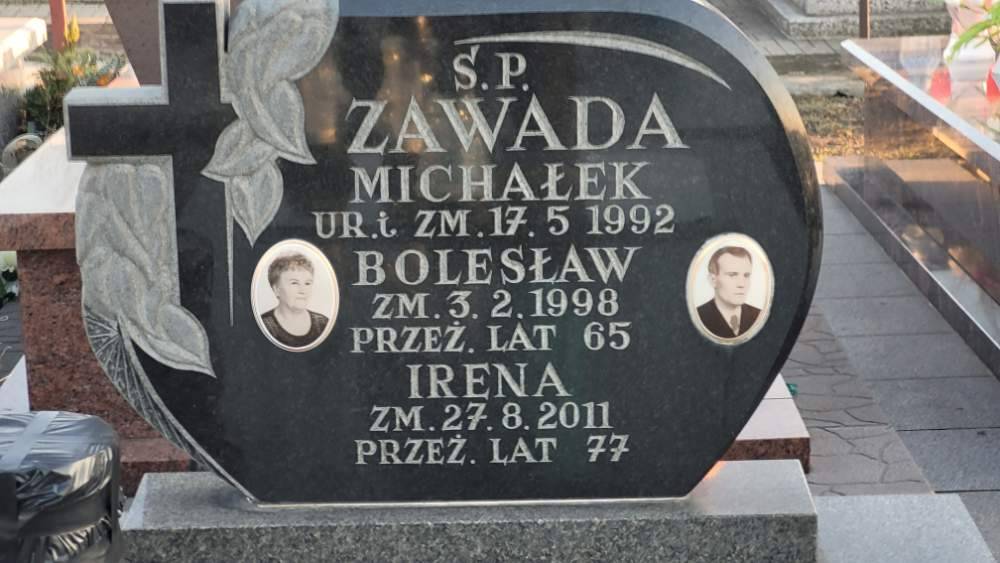 Ś.P.
ZAWADA
MICHAŁEK
UR.i ZM.17.5 1992
BOLESŁAW
ZM.3.2.1998
PRZEŻ. LAT 65
IRENA
ZM.27.8.2011
PRZEŻ. LAT 77